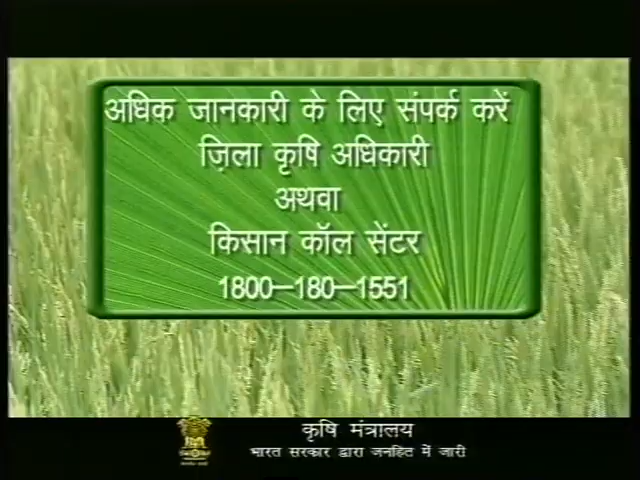 अधिक जानकारी के लिए संपर्क करें
ज़िला कृषि अधिकारी
अथवा
किसान कॉल सेंटर
1800–180–1551
कृषि मंत्रालय
भारत सरकार द्वारा जनहित में जारी